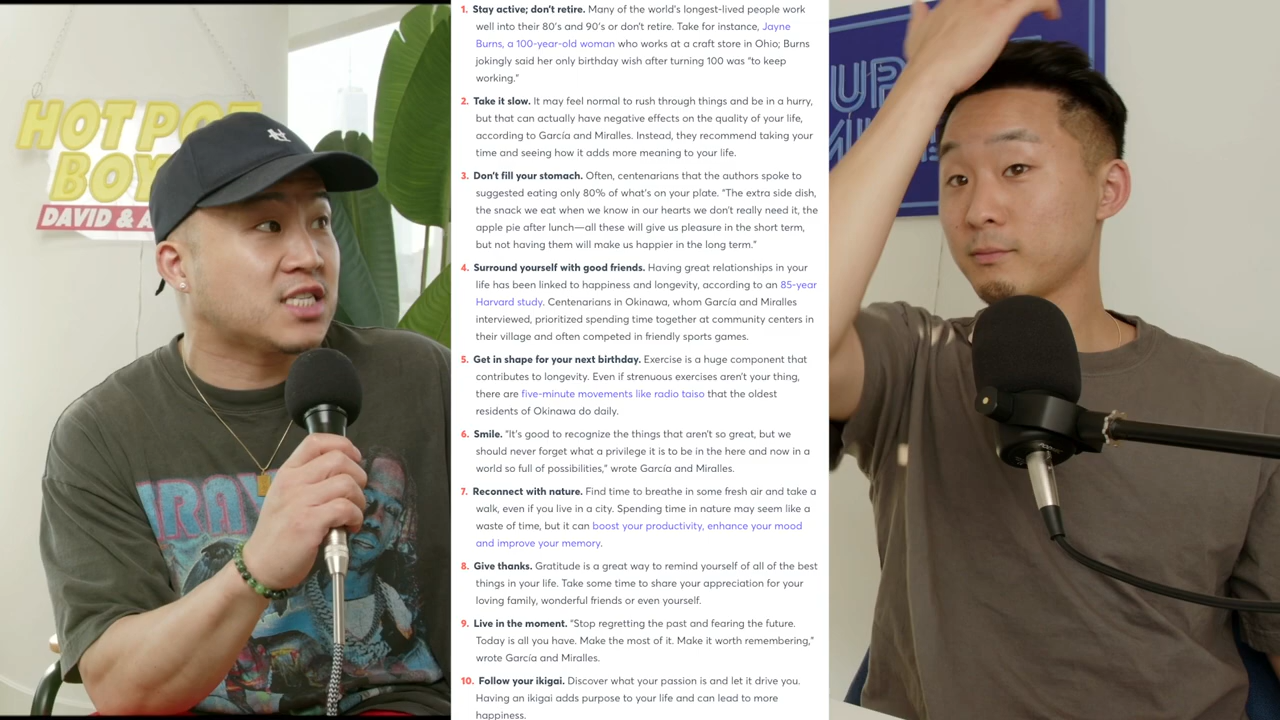 HOT PO
BOY
DAVID & A
1. Stay active; don't retire. Many of the world's longest-lived people work
well into their 80's and 90's or don't retire. Take for instance, Jayne
Burns, a 100-year-old woman who works at a craft store in Ohio; Burns
jokingly said her only birthday wish after turning 100 was "to keep
working."
2. Take it slow. It may feel normal to rush through things and be in a hurry,
but that can actually have negative effects on the quality of your life,
according to García and Miralles. Instead, they recommend taking your
time and seeing how it adds more meaning to your life.
3. Don't fill your stomach. Often, centenarians that the authors spoke to
suggested eating only 80% of what's on your plate. "The extra side dish,
the snack we eat when we know in our hearts we don't really need it, the
apple pie after lunch—all these will give us pleasure in the short term,
but not having them will make us happier in the long term."
4. Surround yourself with good friends. Having great relationships in your
life has been linked to happiness and longevity, according to an 85-year
Harvard study. Centenarians in Okinawa, whom García and Miralles
interviewed, prioritized spending time together at community centers in
their village and often competed in friendly sports games.
5. Get in shape for your next birthday. Exercise is a huge component that
contributes to longevity. Even if strenuous exercises aren't your thing,
there are five-minute movements like radio taiso that the oldest
residents of Okinawa do daily.
6. Smile. "It's good to recognize the things that aren't so great, but we
should never forget what a privilege it is to be in the here and now in a
world so full of possibilities," wrote García and Miralles.
7. Reconnect with nature. Find time to breathe in some fresh air and take a
walk, even if you live in a city. Spending time in nature may seem like a
waste of time, but it can boost your productivity, enhance your mood
and improve your memory.
8. Give thanks. Gratitude is a great way to remind yourself of all of the best
things in your life. Take some time to share your appreciation for your
loving family, wonderful friends or even yourself.
9. Live in the moment. "Stop regretting the past and fearing the future.
Today is all you have. Make the most of it. Make it worth remembering,"
wrote García and Miralles.
10. Follow your ikigai. Discover what your passion is and let it drive you.
Having an ikigai adds purpose to your life and can lead to more
happiness.
UP